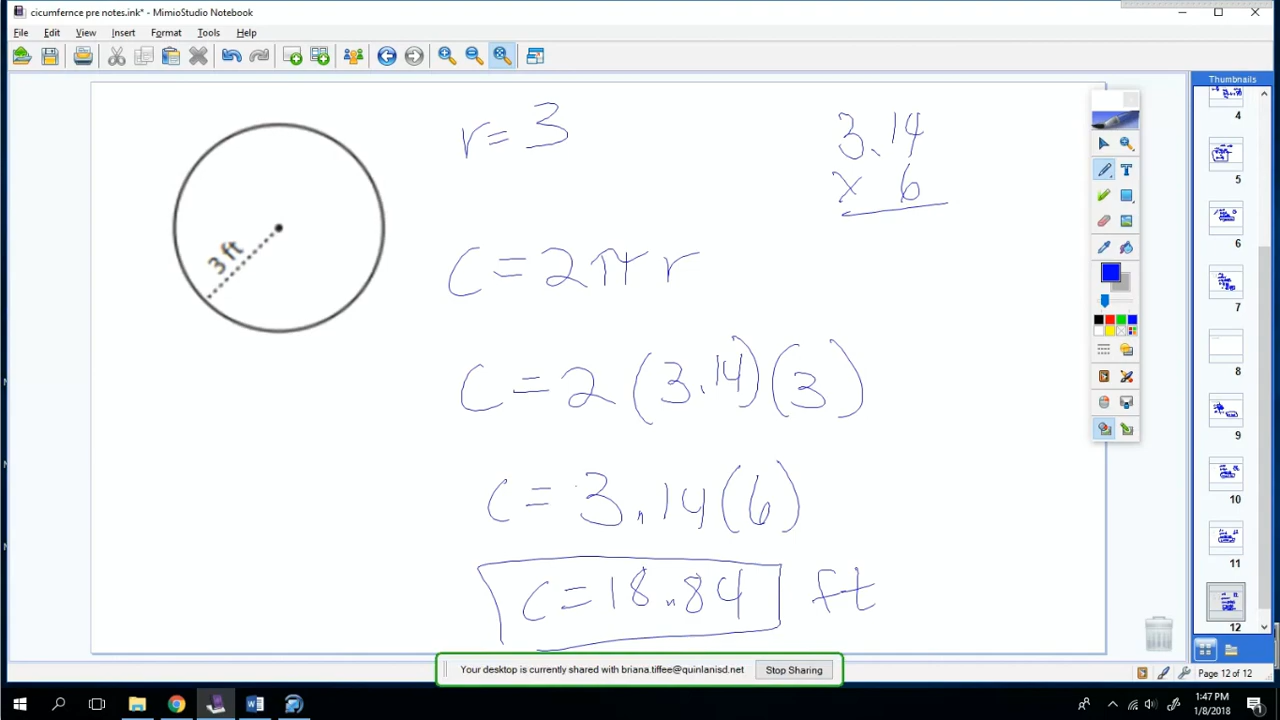 cicumfernce pre notes.ink* - MimioStudio Notebook
File Edit View Insert Format Tools Help
Thumbnails
r = 3
3.14
x 6
3 ft
C = 2πr
C = 2(3.14)(3)
C = 3.14(6)
C = 18.84 ft
4
5
6
7
8
9
10
11
12
Your desktop is currently shared with briana.tiffee@quinlanisd.net
Stop Sharing
Page 12 of 12
1:47 PM
1/8/2018